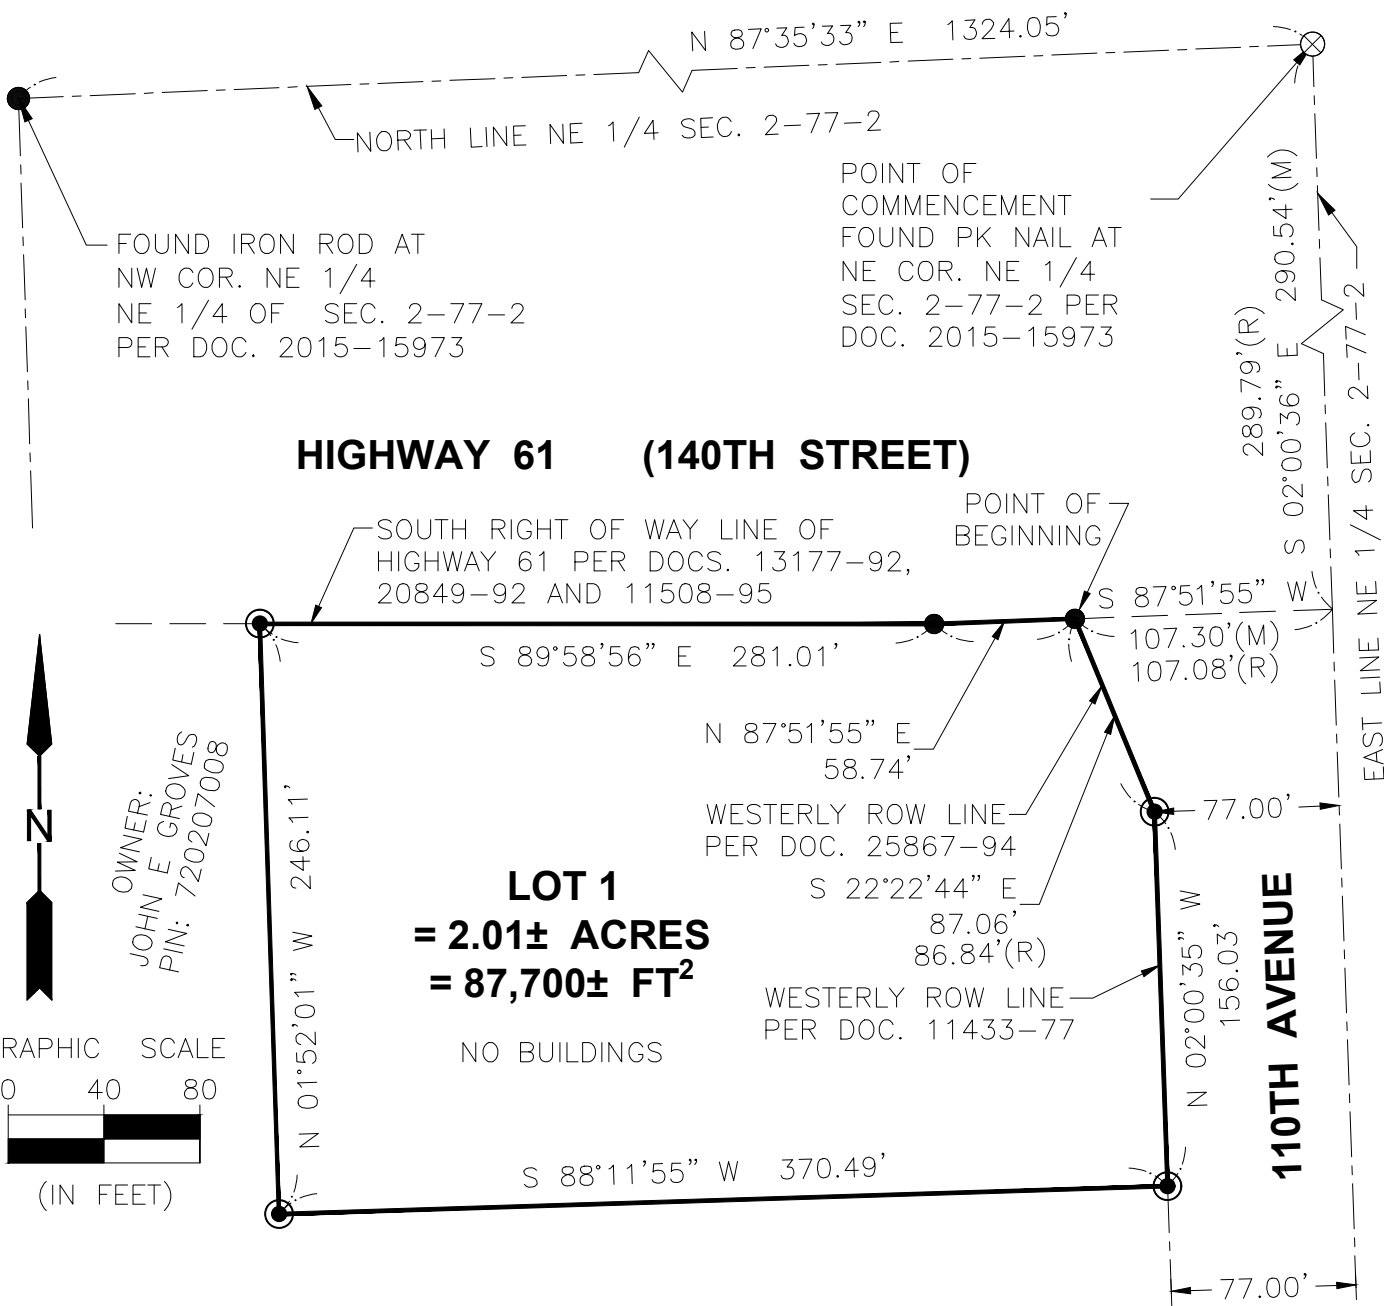 N 87°35'33" E 1324.05'
NORTH LINE NE 1/4 SEC. 2-77-2
POINT OF
COMMENCEMENT
FOUND PK NAIL AT
NE COR. NE 1/4
SEC. 2-77-2 PER
DOC. 2015-15973
FOUND IRON ROD AT
NW COR. NE 1/4
NE 1/4 OF SEC. 2-77-2
PER DOC. 2015-15973
289.79'(R)
S 02°00'36" E 290.54'(M)
EAST LINE NE 1/4 SEC. 2-77-2
HIGHWAY 61 (140TH STREET)
SOUTH RIGHT OF WAY LINE OF
HIGHWAY 61 PER DOCS. 13177-92,
20849-92 AND 11508-95
POINT OF
BEGINNING
S 87°51'55" W
107.30'(M)
107.08'(R)
S 89°58'56" E 281.01'
N 87°51'55" E
58.74'
WESTERLY ROW LINE
PER DOC. 25867-94
S 22°22'44" E
87.06'
86.84'(R)
77.00'
OWNER:
JOHN E GROVES
PIN: 720207008
N 01°52'01" W 246.11'
N
LOT 1
= 2.01± ACRES
= 87,700± FT²
NO BUILDINGS
WESTERLY ROW LINE
PER DOC. 11433-77
N 02°00'35" W
156.03'
110TH AVENUE
RAPHIC SCALE
0 40 80
(IN FEET)
S 88°11'55" W 370.49'
77.00'